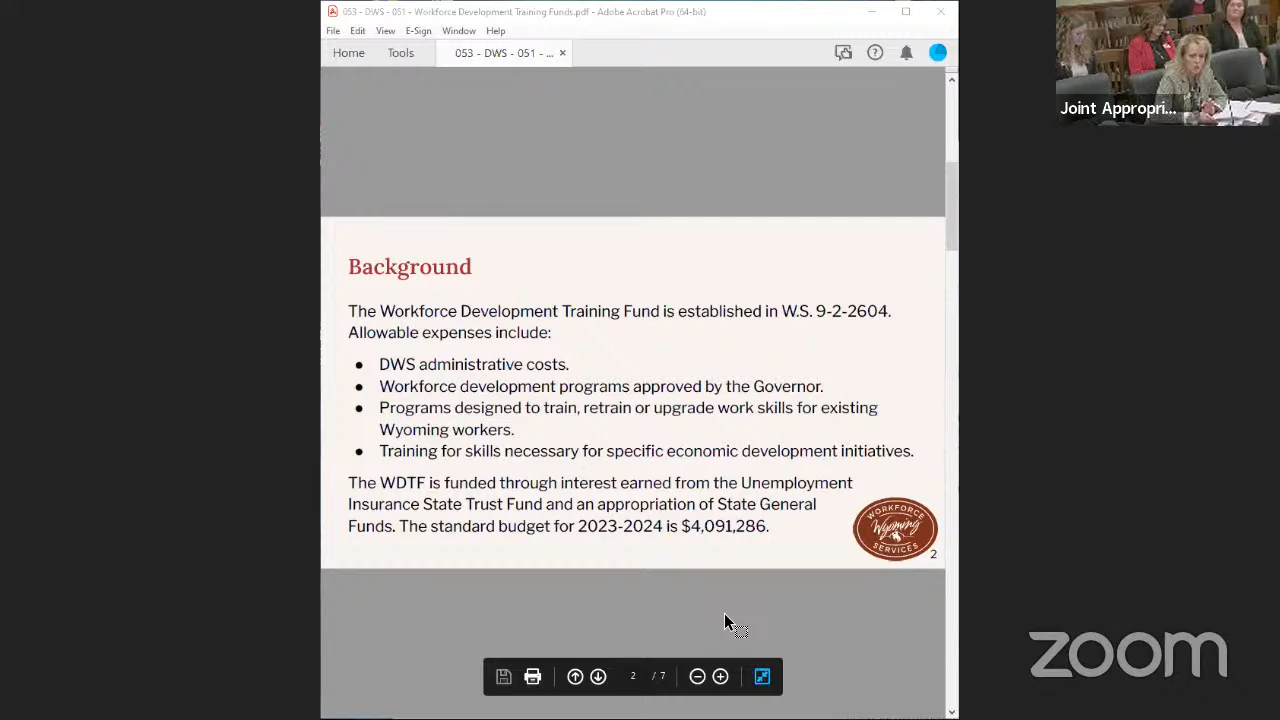 053 - DWS - 051 - Workforce Development Training Funds.pdf - Adobe Acrobat Pro (64-bit)
File Edit View E-Sign Window Help
Home Tools 053 - DWS - 051 - ... ×
Joint Appropri...
Background
The Workforce Development Training Fund is established in W.S. 9-2-2604.
Allowable expenses include:
● DWS administrative costs.
● Workforce development programs approved by the Governor.
● Programs designed to train, retrain or upgrade work skills for existing
Wyoming workers.
● Training for skills necessary for specific economic development initiatives.
The WDTF is funded through interest earned from the Unemployment
Insurance State Trust Fund and an appropriation of State General
Funds. The standard budget for 2023-2024 is $4,091,286.
WORKFORCE
Wyoming
SERVICES
2
2 / 7
zoom